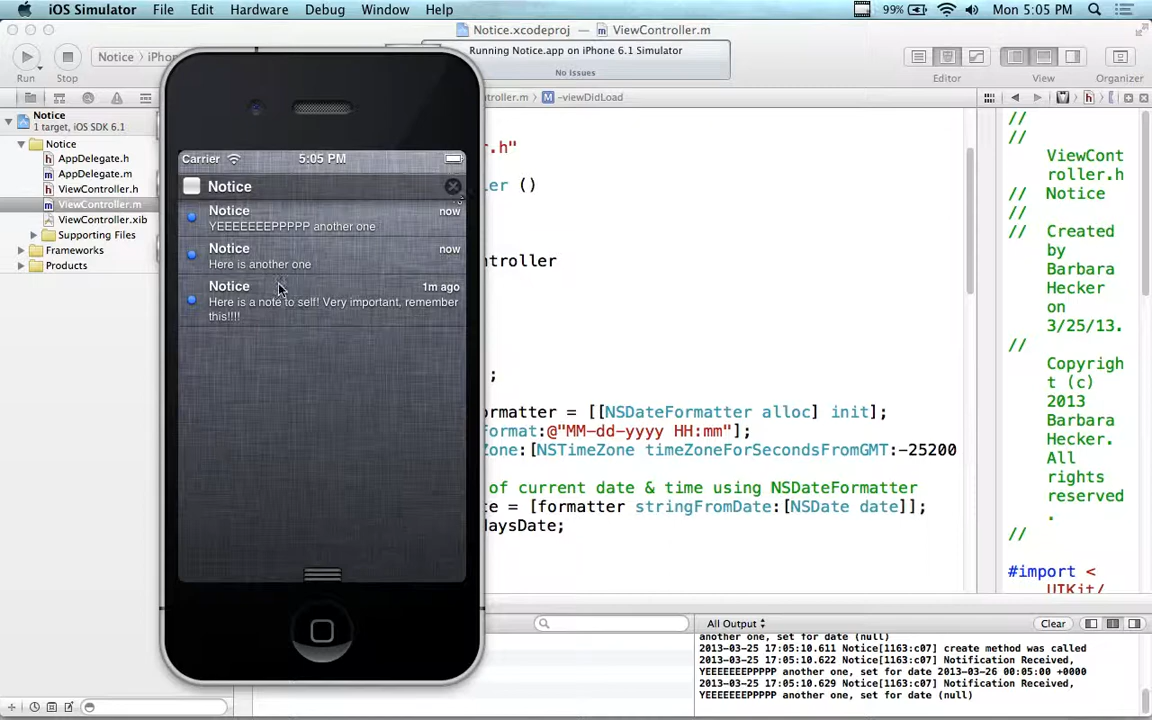 iOS Simulator File Edit Hardware Debug Window Help 99% Mon 5:05 PM
Notice.xcodeproj — ViewController.m
Running Notice.app on iPhone 6.1 Simulator
No Issues
Run Stop
Notice
Editor View Organizer
-viewDidLoad
Notice
1 target, iOS SDK 6.1
Notice
AppDelegate.h
AppDelegate.m
ViewController.h
ViewController.m
ViewController.xib
Supporting Files
Frameworks
Products
Carrier 5:05 PM
Notice
Notice now
YEEEEEEPPPPP another one
Notice now
Here is another one
Notice 1m ago
Here is a note to self! Very important, remember
this!!!!
.h"
ler ()
ntroller
;
ormatter = [[NSDateFormatter alloc] init];
Format:@"MM-dd-yyyy HH:mm"];
Zone:[NSTimeZone timeZoneForSecondsFromGMT:-25200
of current date & time using NSDateFormatter
te = [formatter stringFromDate:[NSDate date]];
daysDate;
//
//
ViewCont
roller.h
// Notice
//
// Created
by
Barbara
Hecker
on
3/25/13.
//
// Copyrigh
t (c)
2013
Barbara
Hecker.
All
rights
reserved
.
//
#import <
UIKit/
All Output
Clear
another one, set for date (null)
2013-03-25 17:05:10.611 Notice[1163:c07] create method was called
2013-03-25 17:05:10.622 Notice[1163:c07] Notification Received,
YEEEEEEPPPPP another one, set for date 2013-03-26 00:05:00 +0000
2013-03-25 17:05:10.629 Notice[1163:c07] Notification Received,
YEEEEEEPPPPP another one, set for date (null)